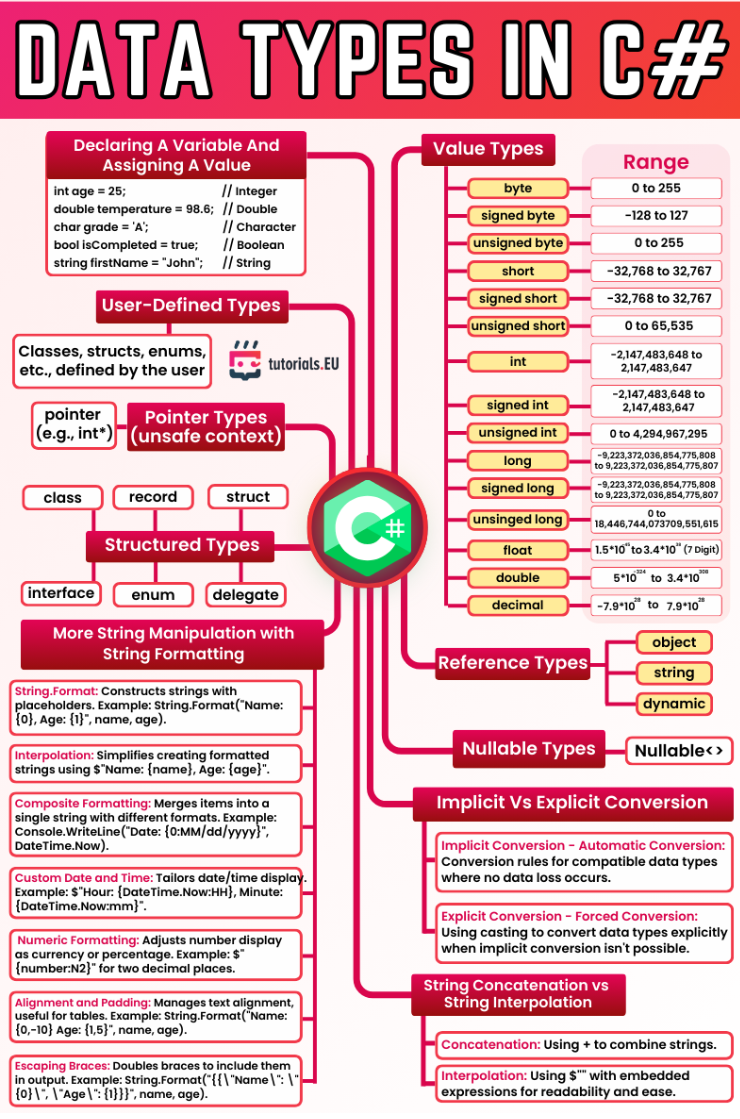 DATA TYPES IN C#
Declaring A Variable And
Assigning A Value
int age = 25; // Integer
double temperature = 98.6; // Double
char grade = 'A'; // Character
bool isCompleted = true; // Boolean
string firstName = "John"; // String
User-Defined Types
Classes, structs, enums,
etc., defined by the user
tutorials.EU
pointer
(e.g., int*)
Pointer Types
(unsafe context)
class
record
struct
Structured Types
interface
enum
delegate
C#
More String Manipulation with
String Formatting
String.Format: Constructs strings with
placeholders. Example: String.Format("Name:
{0}, Age: {1}", name, age).
Interpolation: Simplifies creating formatted
strings using $"Name: {name}, Age: {age}".
Composite Formatting: Merges items into a
single string with different formats. Example:
Console.WriteLine("Date: {0:MM/dd/yyyy}",
DateTime.Now).
Custom Date and Time: Tailors date/time display.
Example: $"Hour: {DateTime.Now:HH}, Minute:
{DateTime.Now:mm}".
Numeric Formatting: Adjusts number display
as currency or percentage. Example: $"
{number:N2}" for two decimal places.
Alignment and Padding: Manages text alignment,
useful for tables. Example: String.Format("Name:
{0,-10} Age: {1,5}", name, age).
Escaping Braces: Doubles braces to include them
in output. Example: String.Format("{{\"Name\": \"
{0}\", \"Age\": {1}}}", name, age).
Value Types
Range
byte 0 to 255
signed byte -128 to 127
unsigned byte 0 to 255
short -32,768 to 32,767
signed short -32,768 to 32,767
unsigned short 0 to 65,535
int -2,147,483,648 to
2,147,483,647
signed int -2,147,483,648 to
2,147,483,647
unsigned int 0 to 4,294,967,295
long -9,223,372,036,854,775,808
to 9,223,372,036,854,775,807
signed long -9,223,372,036,854,775,808
to 9,223,372,036,854,775,807
unsinged long 0 to
18,446,744,073709,551,615
float 1.5*10^-45 to 3.4*10^38 (7 Digit)
double 5*10^-324 to 3.4*10^308
decimal -7.9*10^28 to 7.9*10^28
Reference Types
object
string
dynamic
Nullable Types
Nullable<>
Implicit Vs Explicit Conversion
Implicit Conversion - Automatic Conversion:
Conversion rules for compatible data types
where no data loss occurs.
Explicit Conversion - Forced Conversion:
Using casting to convert data types explicitly
when implicit conversion isn't possible.
String Concatenation vs
String Interpolation
Concatenation: Using + to combine strings.
Interpolation: Using $"" with embedded
expressions for readability and ease.